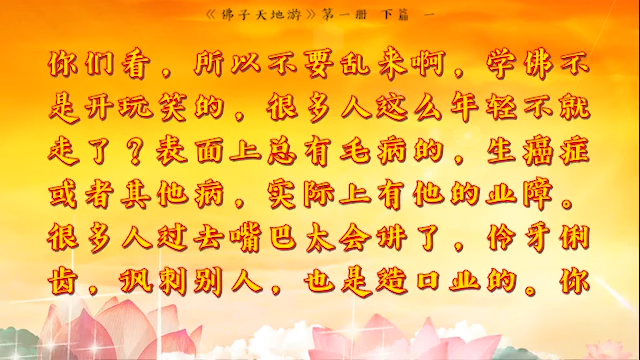 《佛子天地游》第一册 下篇 一
你们看，所以不要乱来啊，学佛不
是开玩笑的，很多人这么年轻不就
走了？表面上总有毛病的，生癌症
或者其他病，实际上有他的业障。
很多人过去嘴巴太会讲了，伶牙俐
齿，讽刺别人，也是造口业的。你